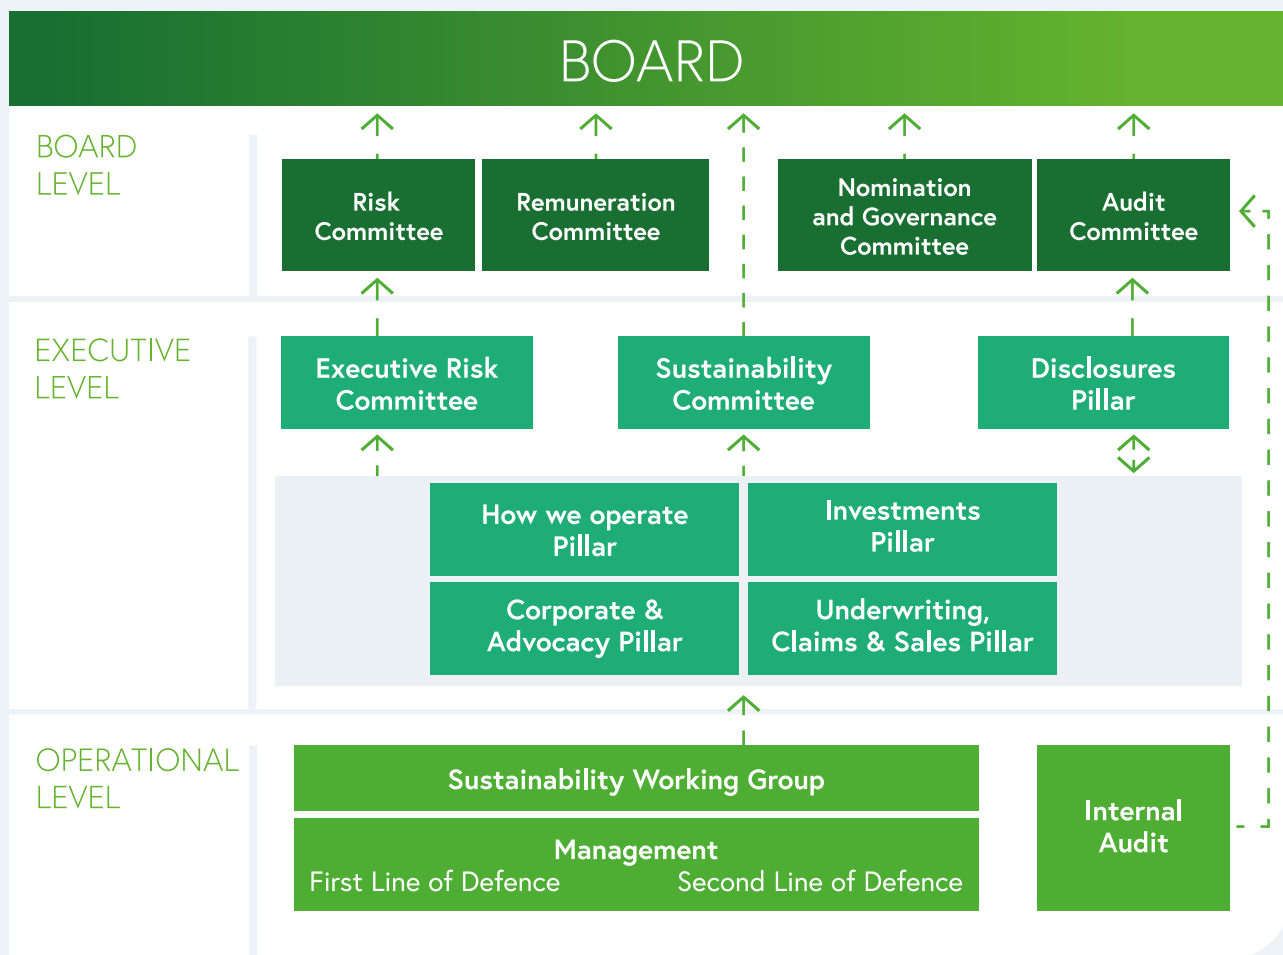 BOARD
BOARD
LEVEL
Risk
Committee
Remuneration
Committee
Nomination
and Governance
Committee
Audit
Committee
EXECUTIVE
LEVEL
Executive Risk
Committee
Sustainability
Committee
Disclosures
Pillar
How we operate
Pillar
Investments
Pillar
Corporate &
Advocacy Pillar
Underwriting,
Claims & Sales Pillar
OPERATIONAL
LEVEL
Sustainability Working Group
Management
First Line of Defence
Second Line of Defence
Internal
Audit